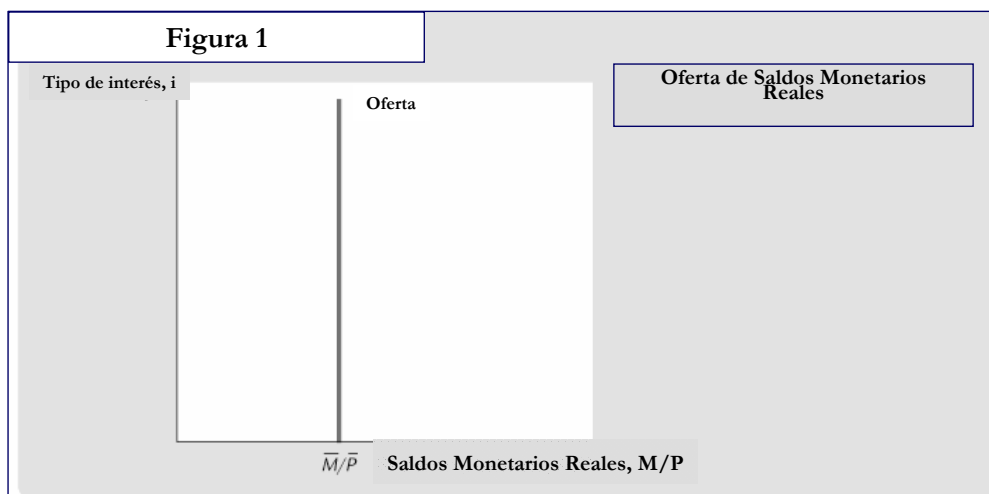 Figura 1
Tipo de interés, i
Oferta
Oferta de Saldos Monetarios
Reales
M̅/P̅
Saldos Monetarios Reales, M/P